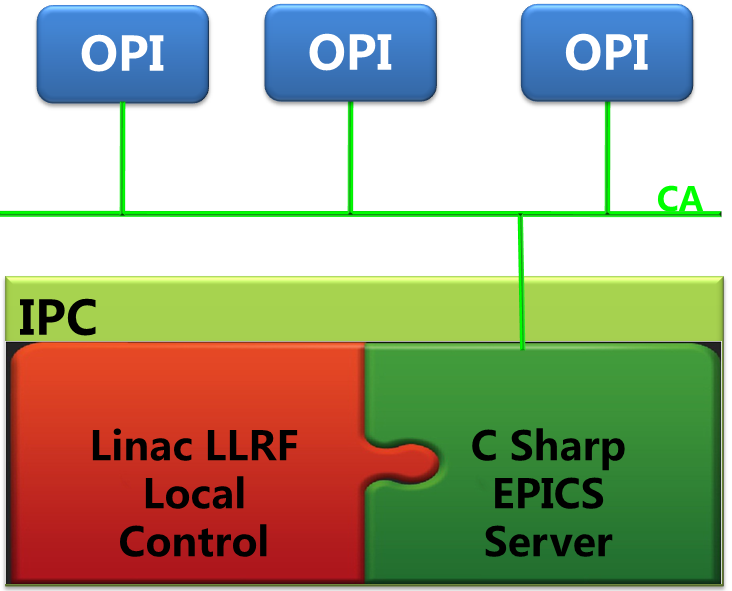 OPI
OPI
OPI
CA
IPC
Linac LLRF
Local
Control
C Sharp
EPICS
Server